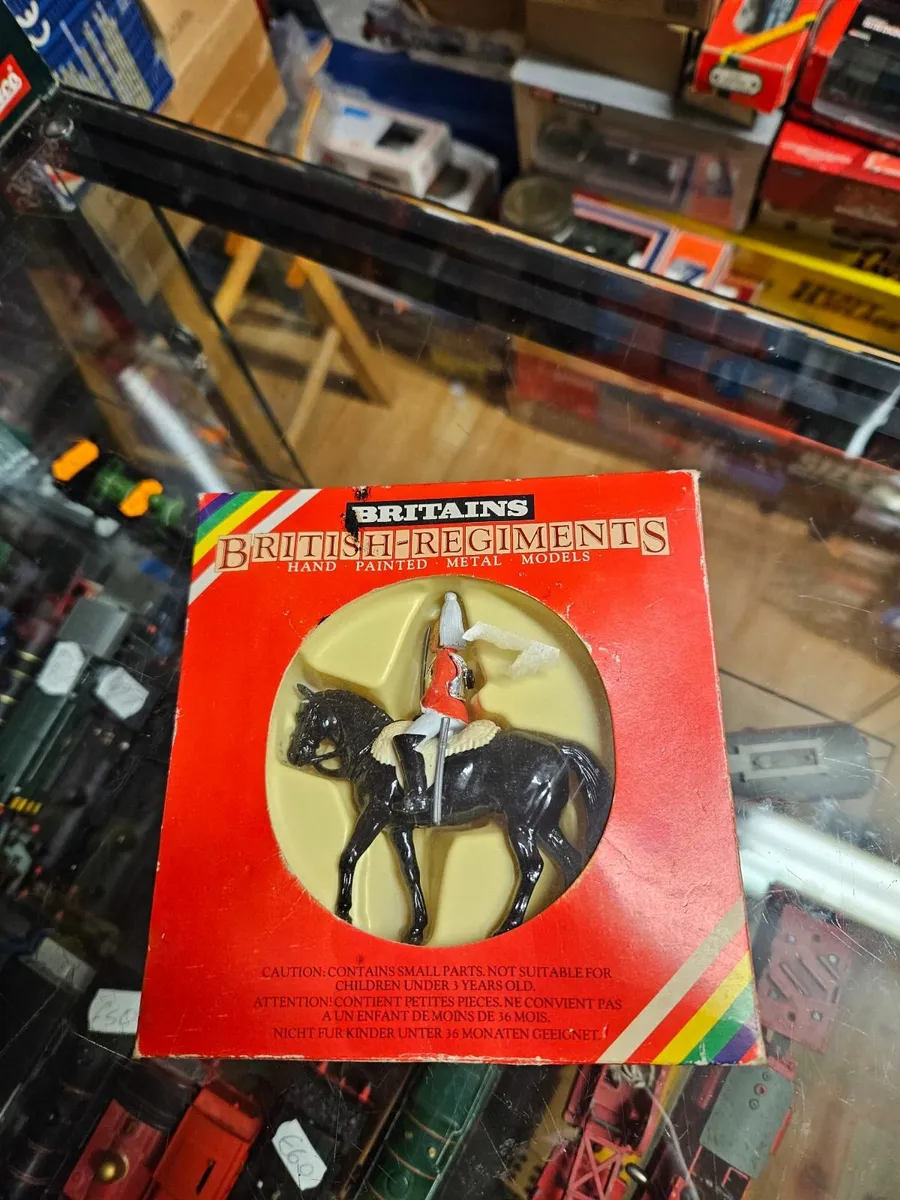 BRITAINS
BRITISH-REGIMENTS
HAND PAINTED METAL MODELS
CAUTION: CONTAINS SMALL PARTS. NOT SUITABLE FOR
CHILDREN UNDER 3 YEARS OLD.
ATTENTION! CONTIENT PETITES PIECES. NE CONVIENT PAS
A UN ENFANT DE MOINS DE 36 MOIS.
NICHT FUR KINDER UNTER 36 MONATEN GEEIGNET.